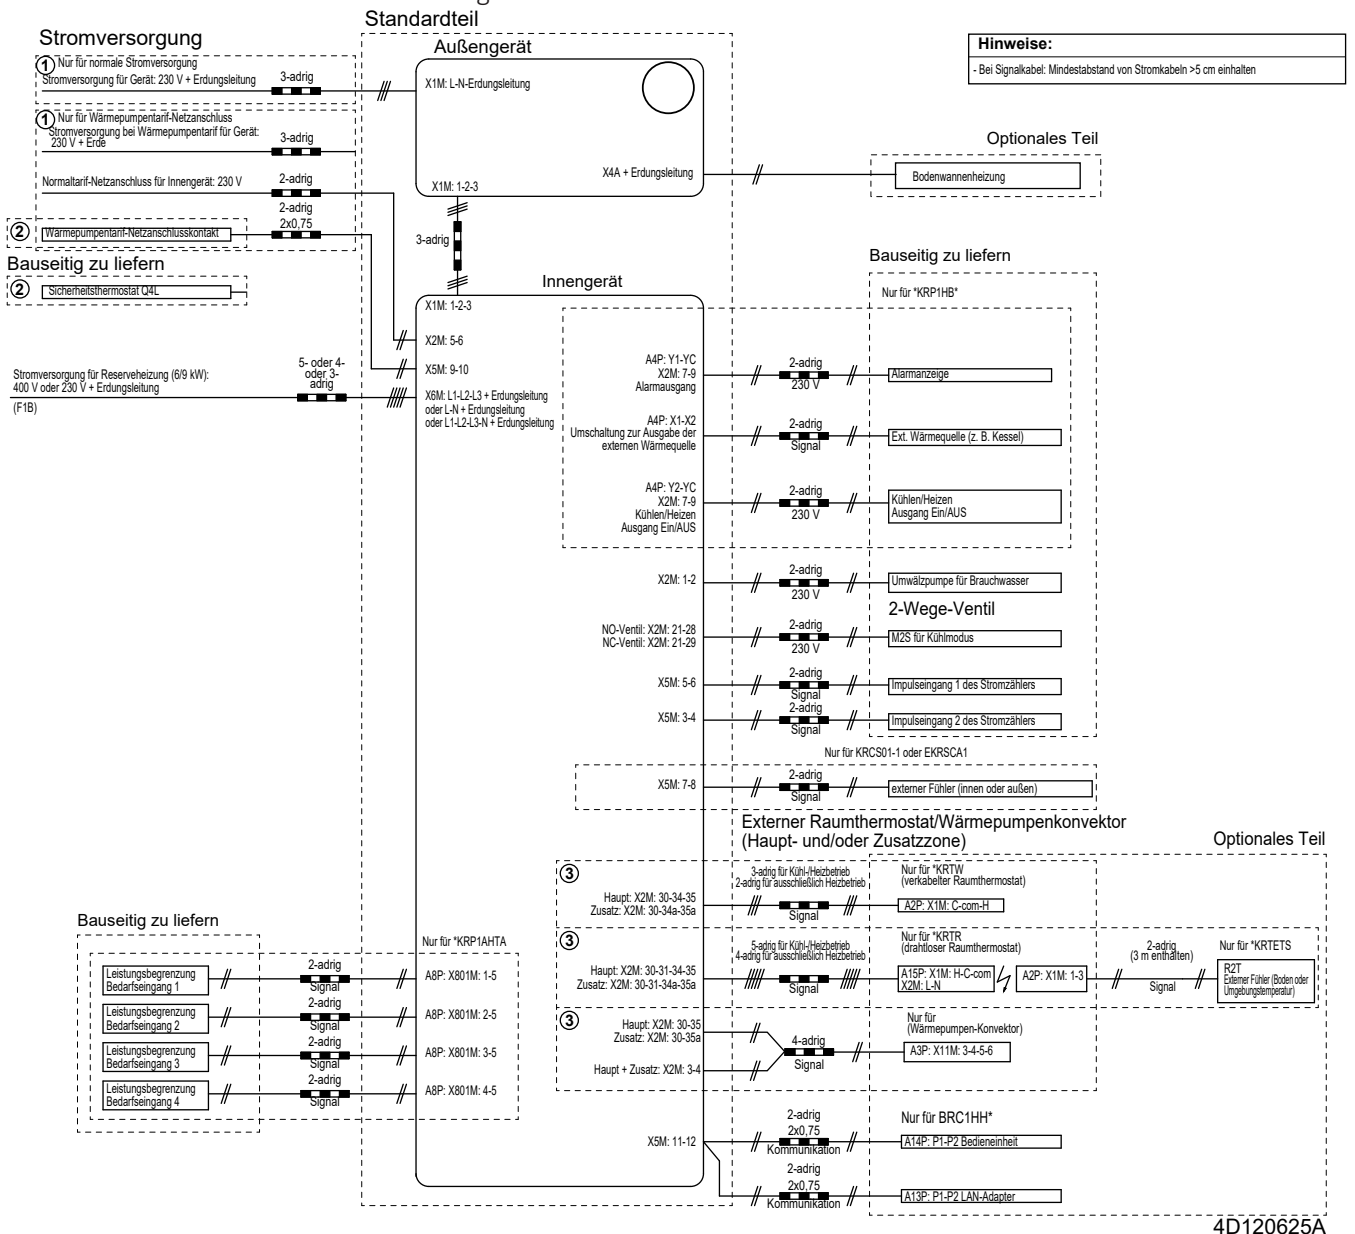 Standardteil
Stromversorgung
Außengerät
Hinweise:
- Bei Signalkabel: Mindestabstand von Stromkabeln >5 cm einhalten
1 Nur für normale Stromversorgung
Stromversorgung für Gerät: 230 V + Erdungsleitung
3-adrig
X1M: L-N-Erdungsleitung
1 Nur für Wärmepumpentarif-Netzanschluss
Stromversorgung bei Wärmepumpentarif für Gerät:
230 V + Erde
3-adrig
Optionales Teil
X4A + Erdungsleitung
Bodenwannenheizung
Normaltarif-Netzanschluss für Innengerät: 230 V
2-adrig
X1M: 1-2-3
2-adrig
2x0,75
2 Wärmepumpentarif-Netzanschlusskontakt
3-adrig
Bauseitig zu liefern
2 Sicherheitsthermostat Q4L
Innengerät
Bauseitig zu liefern
Nur für *KRP1HB*
X1M: 1-2-3
X2M: 5-6
X5M: 9-10
Stromversorgung für Reserveheizung (6/9 kW):
400 V oder 230 V + Erdungsleitung
(F1B)
5- oder 4-
oder 3-
adrig
X6M: L1-L2-L3 + Erdungsleitung
oder L-N + Erdungsleitung
oder L1-L2-L3-N + Erdungsleitung
A4P: Y1-YC
X2M: 7-9
Alarmausgang
2-adrig
230 V
Alarmanzeige
A4P: X1-X2
Umschaltung zur Ausgabe der
externen Wärmequelle
2-adrig
Signal
Ext. Wärmequelle (z. B. Kessel)
A4P: Y2-YC
X2M: 7-9
Kühlen/Heizen
Ausgang Ein/AUS
2-adrig
230 V
Kühlen/Heizen
Ausgang Ein/AUS
X2M: 1-2
2-adrig
230 V
Umwälzpumpe für Brauchwasser
2-Wege-Ventil
NO-Ventil: X2M: 21-28
NC-Ventil: X2M: 21-29
2-adrig
230 V
M2S für Kühlmodus
X5M: 5-6
2-adrig
Signal
Impulseingang 1 des Stromzählers
X5M: 3-4
2-adrig
Signal
Impulseingang 2 des Stromzählers
Nur für KRCS01-1 oder EKRSCA1
X5M: 7-8
2-adrig
Signal
externer Fühler (innen oder außen)
Externer Raumthermostat/Wärmepumpenkonvektor
(Haupt- und/oder Zusatzzone)
Optionales Teil
3
Haupt: X2M: 30-34-35
Zusatz: X2M: 30-34a-35a
3-adrig für Kühl-/Heizbetrieb
2-adrig für ausschließlich Heizbetrieb
Signal
Nur für *KRTW
(verkabelter Raumthermostat)
A2P: X1M: C-com-H
3
Haupt: X2M: 30-31-34-35
Zusatz: X2M: 30-31-34a-35a
5-adrig für Kühl-/Heizbetrieb
4-adrig für ausschließlich Heizbetrieb
Signal
Nur für *KRTR
(drahtloser Raumthermostat)
A15P: X1M: H-C-com
X2M: L-N
A2P: X1M: 1-3
2-adrig
(3 m enthalten)
Signal
Nur für *KRTETS
R2T
Externer Fühler (Boden oder
Umgebungstemperatur)
3
Haupt: X2M: 30-35
Zusatz: X2M: 30-35a
Haupt + Zusatz: X2M: 3-4
4-adrig
Signal
Nur für
(Wärmepumpen-Konvektor)
A3P: X11M: 3-4-5-6
Bauseitig zu liefern
Nur für *KRP1AHTA
Leistungsbegrenzung
Bedarfseingang 1
2-adrig
Signal
A8P: X801M: 1-5
Leistungsbegrenzung
Bedarfseingang 2
2-adrig
Signal
A8P: X801M: 2-5
Leistungsbegrenzung
Bedarfseingang 3
2-adrig
Signal
A8P: X801M: 3-5
Leistungsbegrenzung
Bedarfseingang 4
2-adrig
Signal
A8P: X801M: 4-5
X5M: 11-12
2-adrig
2x0,75
Kommunikation
Nur für BRC1HH*
A14P: P1-P2 Bedieneinheit
2-adrig
2x0,75
Kommunikation
A13P: P1-P2 LAN-Adapter
4D120625A